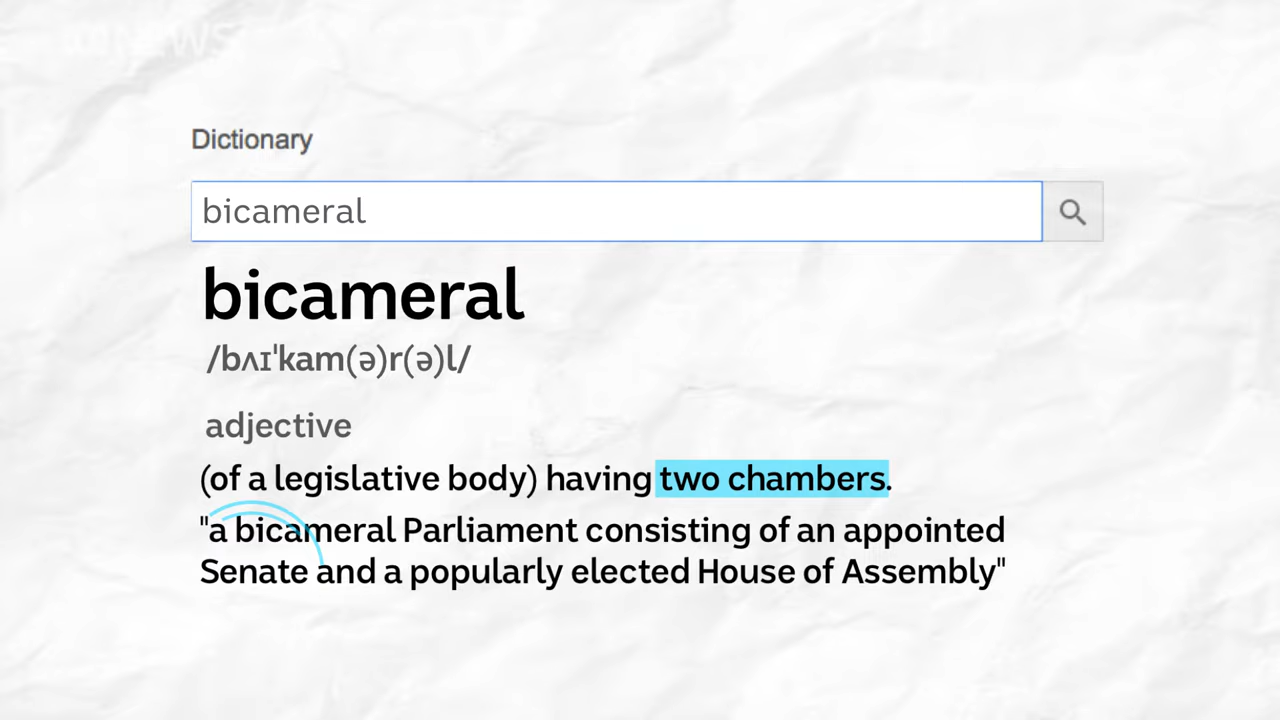 NEWS
Dictionary
bicameral
bicameral
/bʌɪˈkam(ə)r(ə)l/
adjective
(of a legislative body) having two chambers.
"a bicameral Parliament consisting of an appointed
Senate and a popularly elected House of Assembly"